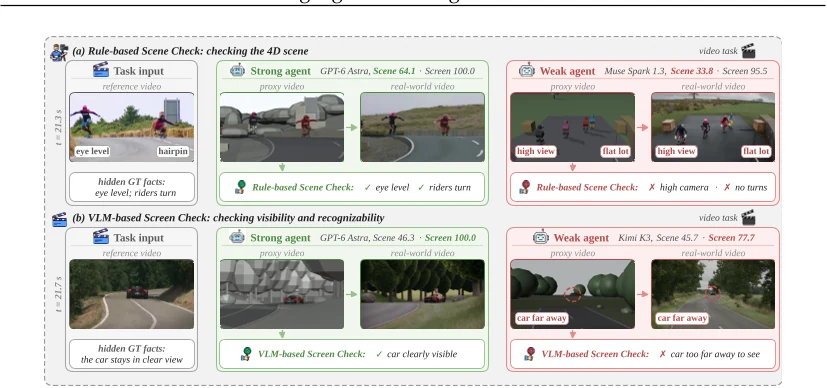 (a) Rule-based Scene Check: checking the 4D scene
video task
Task input
reference video
t = 21.3 s
eye level
hairpin
hidden GT facts:
eye level; riders turn
Strong agent GPT-6 Astra, Scene 64.1 · Screen 100.0
proxy video
real-world video
Rule-based Scene Check: ✓ eye level ✓ riders turn
Weak agent Muse Spark 1.3, Scene 33.8 · Screen 95.5
proxy video
real-world video
high view
flat lot
high view
flat lot
Rule-based Scene Check: ✗ high camera · ✗ no turns
(b) VLM-based Screen Check: checking visibility and recognizability
video task
Task input
reference video
t = 21.7 s
hidden GT facts:
the car stays in clear view
Strong agent GPT-6 Astra, Scene 46.3 · Screen 100.0
proxy video
real-world video
VLM-based Screen Check: ✓ car clearly visible
Weak agent Kimi K3, Scene 45.7 · Screen 77.7
proxy video
real-world video
car far away
car far away
VLM-based Screen Check: ✗ car too far away to see